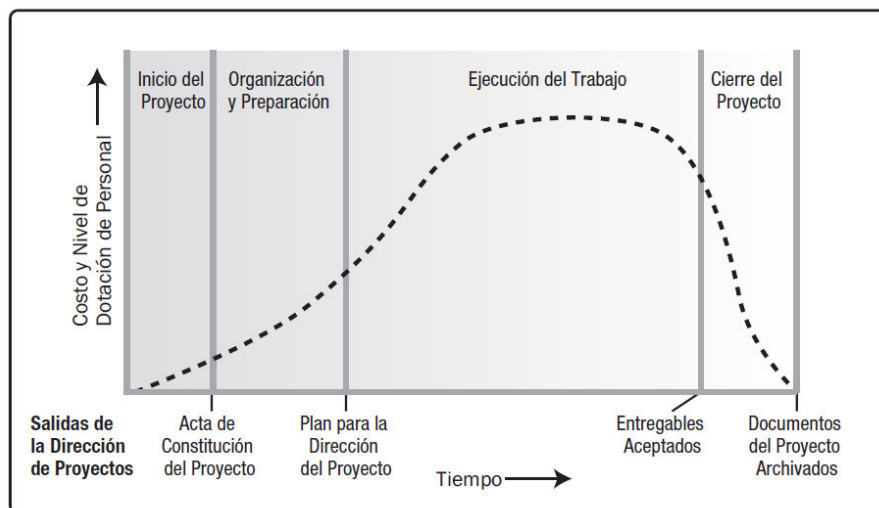 Inicio del
Proyecto
Organización
y Preparación
Ejecución del Trabajo
Cierre del
Proyecto
Costo y Nivel de
Dotación de Personal
Salidas de
la Dirección
de Proyectos
Acta de
Constitución
del Proyecto
Plan para la
Dirección
del Proyecto
Entregables
Aceptados
Documentos
del Proyecto
Archivados
Tiempo